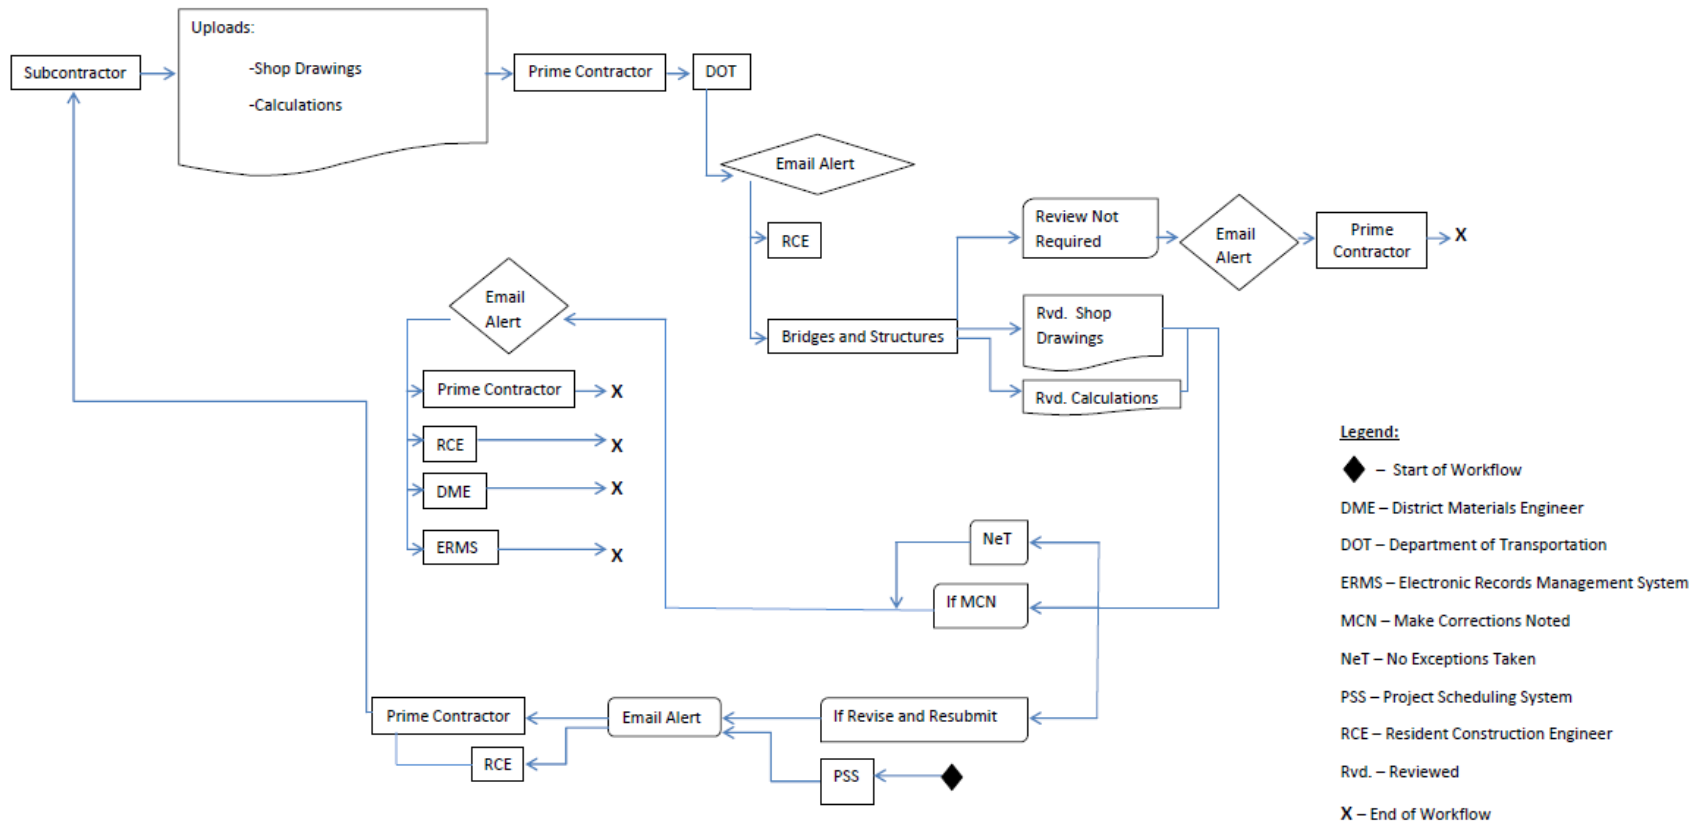 Uploads:
-Shop Drawings
-Calculations
Subcontractor
Prime Contractor
DOT
Email Alert
RCE
Bridges and Structures
Review Not
Required
Email
Alert
Prime
Contractor
X
Rvd. Shop
Drawings
Rvd. Calculations
Email
Alert
Prime Contractor
X
RCE
X
DME
X
ERMS
X
NeT
If MCN
If Revise and Resubmit
Email Alert
Prime Contractor
RCE
PSS
Legend:
– Start of Workflow
DME – District Materials Engineer
DOT – Department of Transportation
ERMS – Electronic Records Management System
MCN – Make Corrections Noted
NeT – No Exceptions Taken
PSS – Project Scheduling System
RCE – Resident Construction Engineer
Rvd. – Reviewed
X – End of Workflow